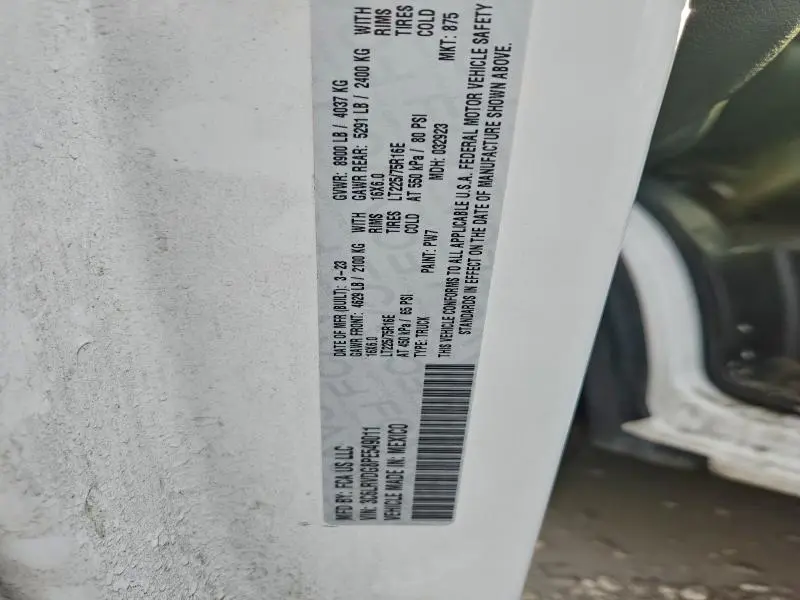 MFD BY: FCA US LLC
DATE OF MFR (BUILT): 3-23
GVWR: 8900 LB / 4037 KG
GAWR FRONT: 4629 LB / 2100 KG WITH
16X6.0 RIMS
LT225/75R16E TIRES
AT 450 kPa / 65 PSI COLD
GAWR REAR: 5291 LB / 2400 KG WITH
16X6.0 RIMS
LT225/75R16E TIRES
AT 550 kPa / 80 PSI COLD
VIN: 3C6LRVDG8PE549011
TYPE: TRUCK
PAINT: PW7
MDH: 032923
MKT: 875
VEHICLE MADE IN: MEXICO
THIS VEHICLE CONFORMS TO ALL APPLICABLE U.S.A. FEDERAL MOTOR VEHICLE SAFETY
STANDARDS IN EFFECT ON THE DATE OF MANUFACTURE SHOWN ABOVE.